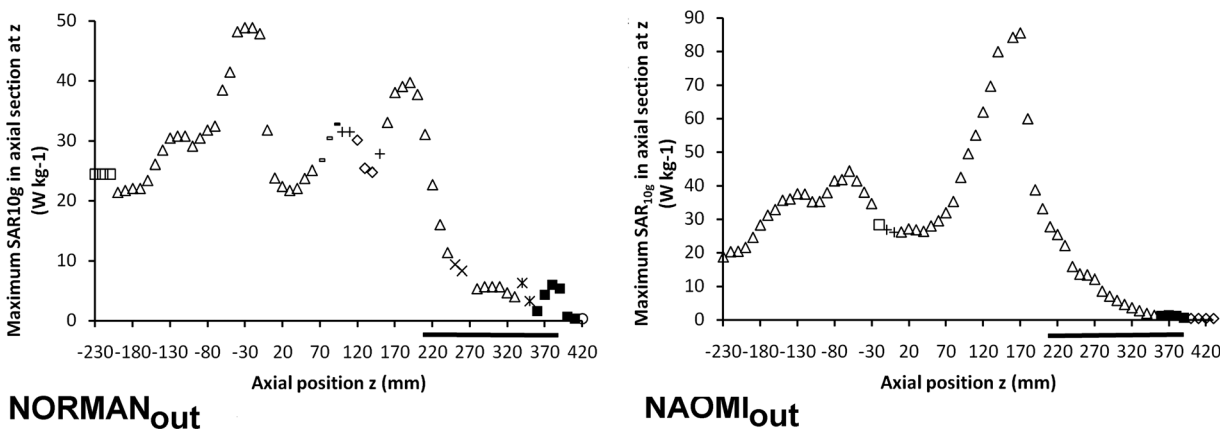 Maximum SAR10g in axial section at z
(W kg-1)
50
40
30
20
10
0
-230 -180 -130 -80 -30 20 70 120 170 220 270 320 370 420
Axial position z (mm)
NORMANout
Maximum SAR10g in axial section at z
(W kg-1)
90
80
70
60
50
40
30
20
10
0
-230 -180 -130 -80 -30 20 70 120 170 220 270 320 370 420
Axial position z (mm)
NAOMIout